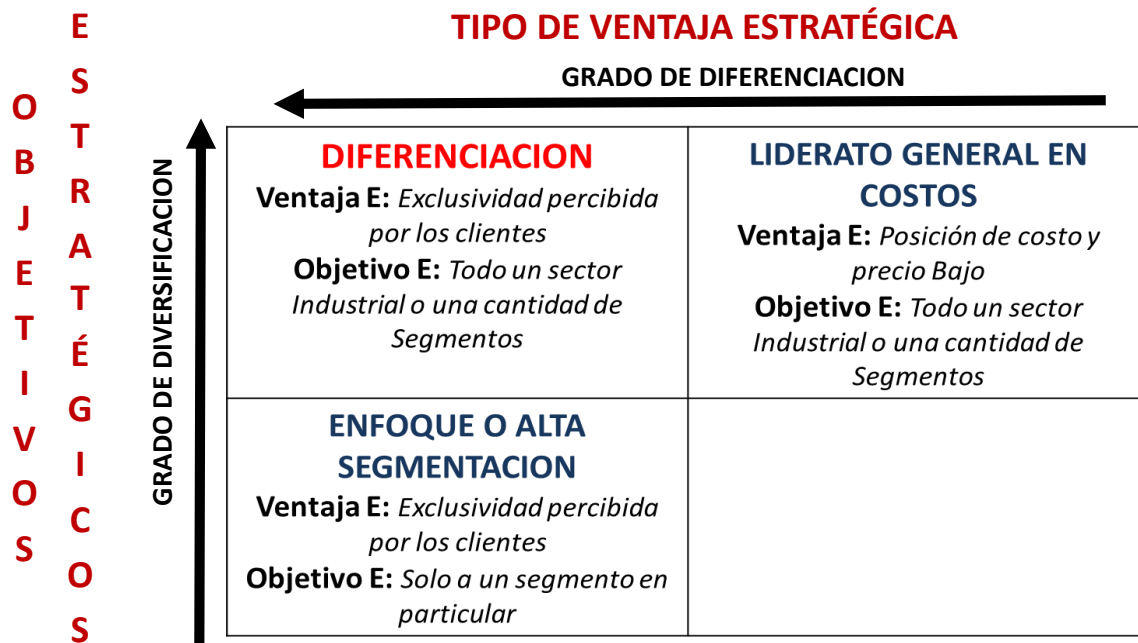 OBJETIVOS
ESTRATÉGICOS
TIPO DE VENTAJA ESTRATÉGICA
GRADO DE DIFERENCIACION
GRADO DE DIVERSIFICACION
DIFERENCIACION
Ventaja E: Exclusividad percibida
por los clientes
Objetivo E: Todo un sector
Industrial o una cantidad de
Segmentos
LIDERATO GENERAL EN
COSTOS
Ventaja E: Posición de costo y
precio Bajo
Objetivo E: Todo un sector
Industrial o una cantidad de
Segmentos
ENFOQUE O ALTA
SEGMENTACION
Ventaja E: Exclusividad percibida
por los clientes
Objetivo E: Solo a un segmento en
particular